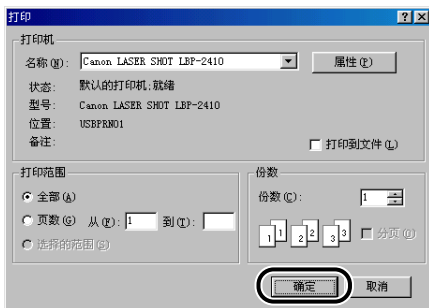 打印
打印机
名称(N): Canon LASER SHOT LBP-2410 属性(P)
状态: 默认的打印机;就绪
型号: Canon LASER SHOT LBP-2410
位置: USBPRN01
备注: 打印到文件(L)
打印范围
全部(A)
页数(G) 从(F): 1 到(T):
选择的范围(S)
份数
份数(C): 1
1 1 2 2 3 3 分页(O)
确定 取消